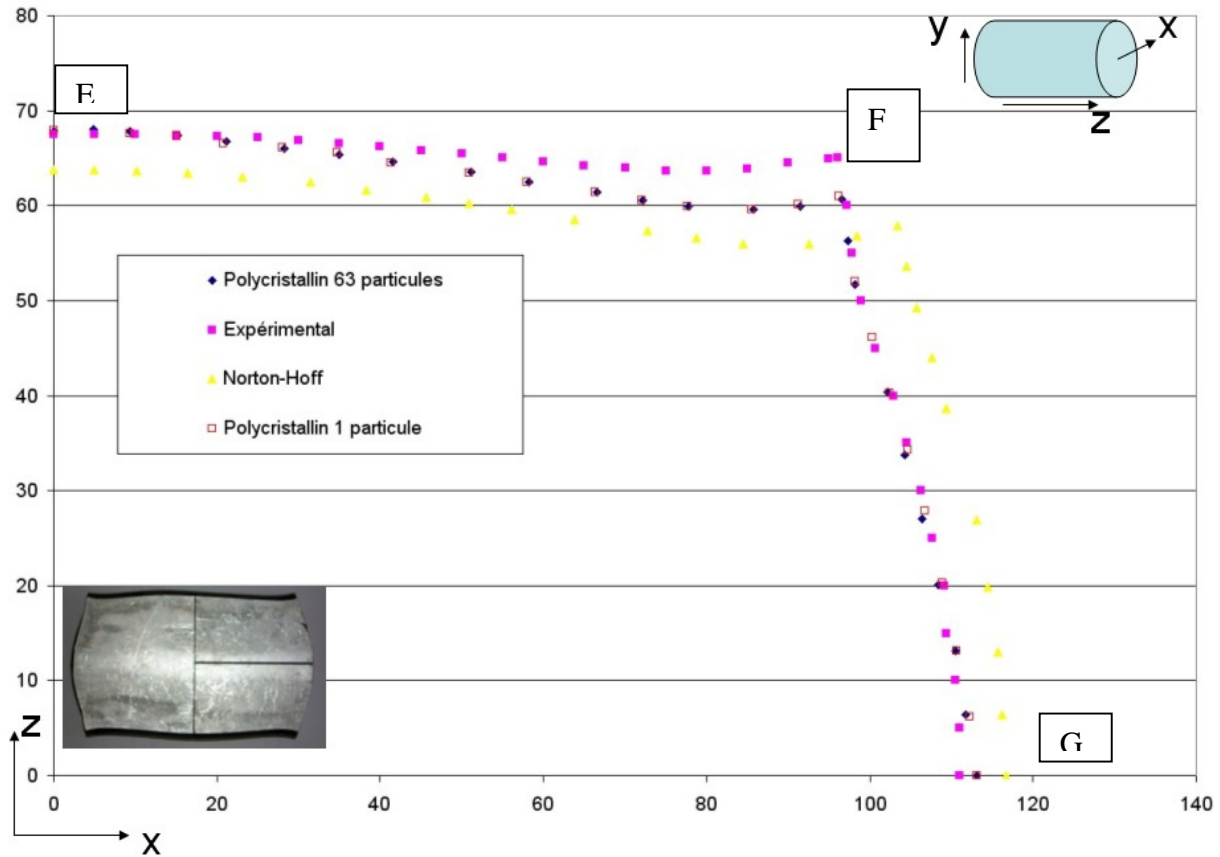 80
70
60
50
40
30
20
10
0
0 20 40 60 80 100 120 140
E
F
G
y
x
z
Polycristallin 63 particules
Expérimental
Norton-Hoff
Polycristallin 1 particule
z
x